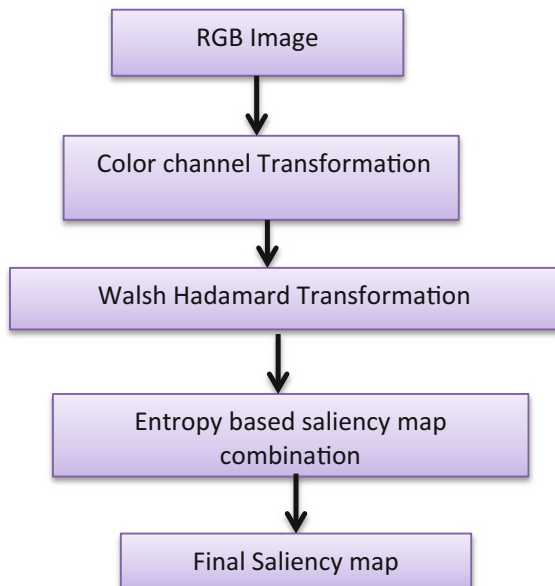 RGB Image
Color channel Transformation
Walsh Hadamard Transformation
Entropy based saliency map
combination
Final Saliency map